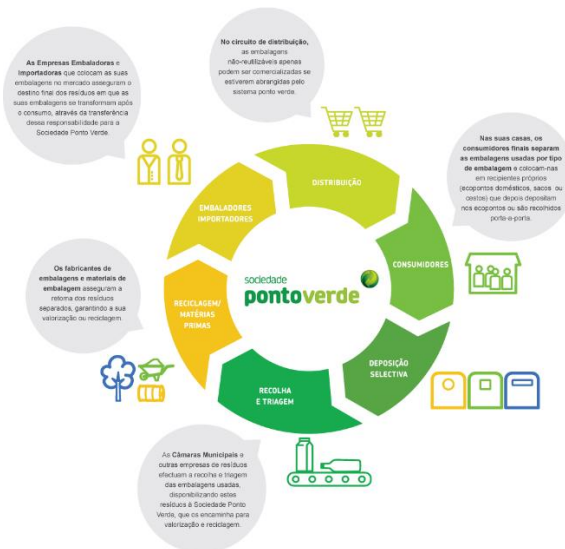 No circuito de distribuição,
as embalagens
não-reutilizáveis apenas
podem ser comercializadas se
estiverem abrangidas pelo
sistema ponto verde.
As Empresas Embaladoras e
Importadoras que colocam as suas
embalagens no mercado asseguram o
destino final dos resíduos em que as
suas embalagens se transformem após
o consumo, através da transferência
dessa responsabilidade para a
Sociedade Ponto Verde.
Nas suas casas, os
consumidores finais separam
as embalagens usadas por tipo
de embalagem e colocam-nas
em recipientes próprios
(ecopontos domésticos, sacos ou
cestos) que depois depositam
nos ecopontos ou são recolhidos
porta-a-porta.
DISTRIBUIÇÃO
EMBALADORES
IMPORTADORES
CONSUMIDORES
sociedade
pontoverde
Os fabricantes de
embalagens e materiais de
embalagem asseguram a
retoma dos resíduos
separados, garantindo a sua
valorização ou reciclagem.
RECICLAGEM/
MATÉRIAS
PRIMAS
DEPOSIÇÃO
SELECTIVA
RECOLHA
E TRIAGEM
As Câmaras Municipais e
outras empresas de resíduos
efectuam a recolha e triagem
das embalagens usadas,
disponibilizando estes
resíduos à Sociedade Ponto
Verde, que os encaminha para
valorização e reciclagem.